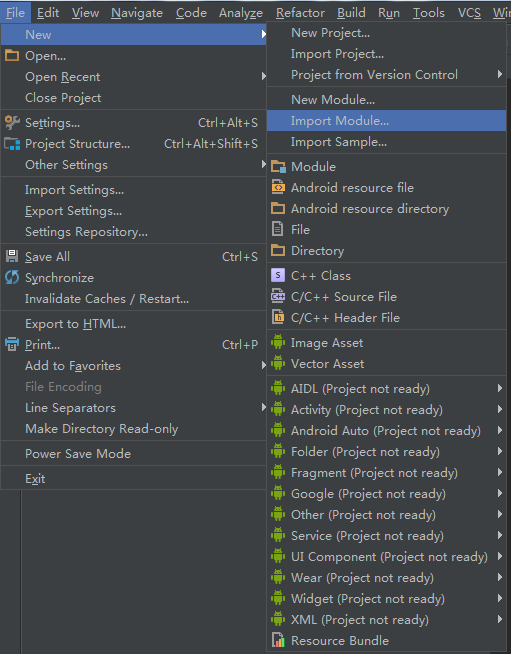 File Edit View Navigate Code Analyze Refactor Build Run Tools VCS Wi
New
Open...
Open Recent
Close Project
Settings... Ctrl+Alt+S
Project Structure... Ctrl+Alt+Shift+S
Other Settings
Import Settings...
Export Settings...
Settings Repository...
Save All Ctrl+S
Synchronize
Invalidate Caches / Restart...
Export to HTML...
Print... Ctrl+P
Add to Favorites
File Encoding
Line Separators
Make Directory Read-only
Power Save Mode
Exit
New Project...
Import Project...
Project from Version Control
New Module...
Import Module...
Import Sample...
Module
Android resource file
Android resource directory
File
Directory
C++ Class
C/C++ Source File
C/C++ Header File
Image Asset
Vector Asset
AIDL (Project not ready)
Activity (Project not ready)
Android Auto (Project not ready)
Folder (Project not ready)
Fragment (Project not ready)
Google (Project not ready)
Other (Project not ready)
Service (Project not ready)
UI Component (Project not ready)
Wear (Project not ready)
Widget (Project not ready)
XML (Project not ready)
Resource Bundle